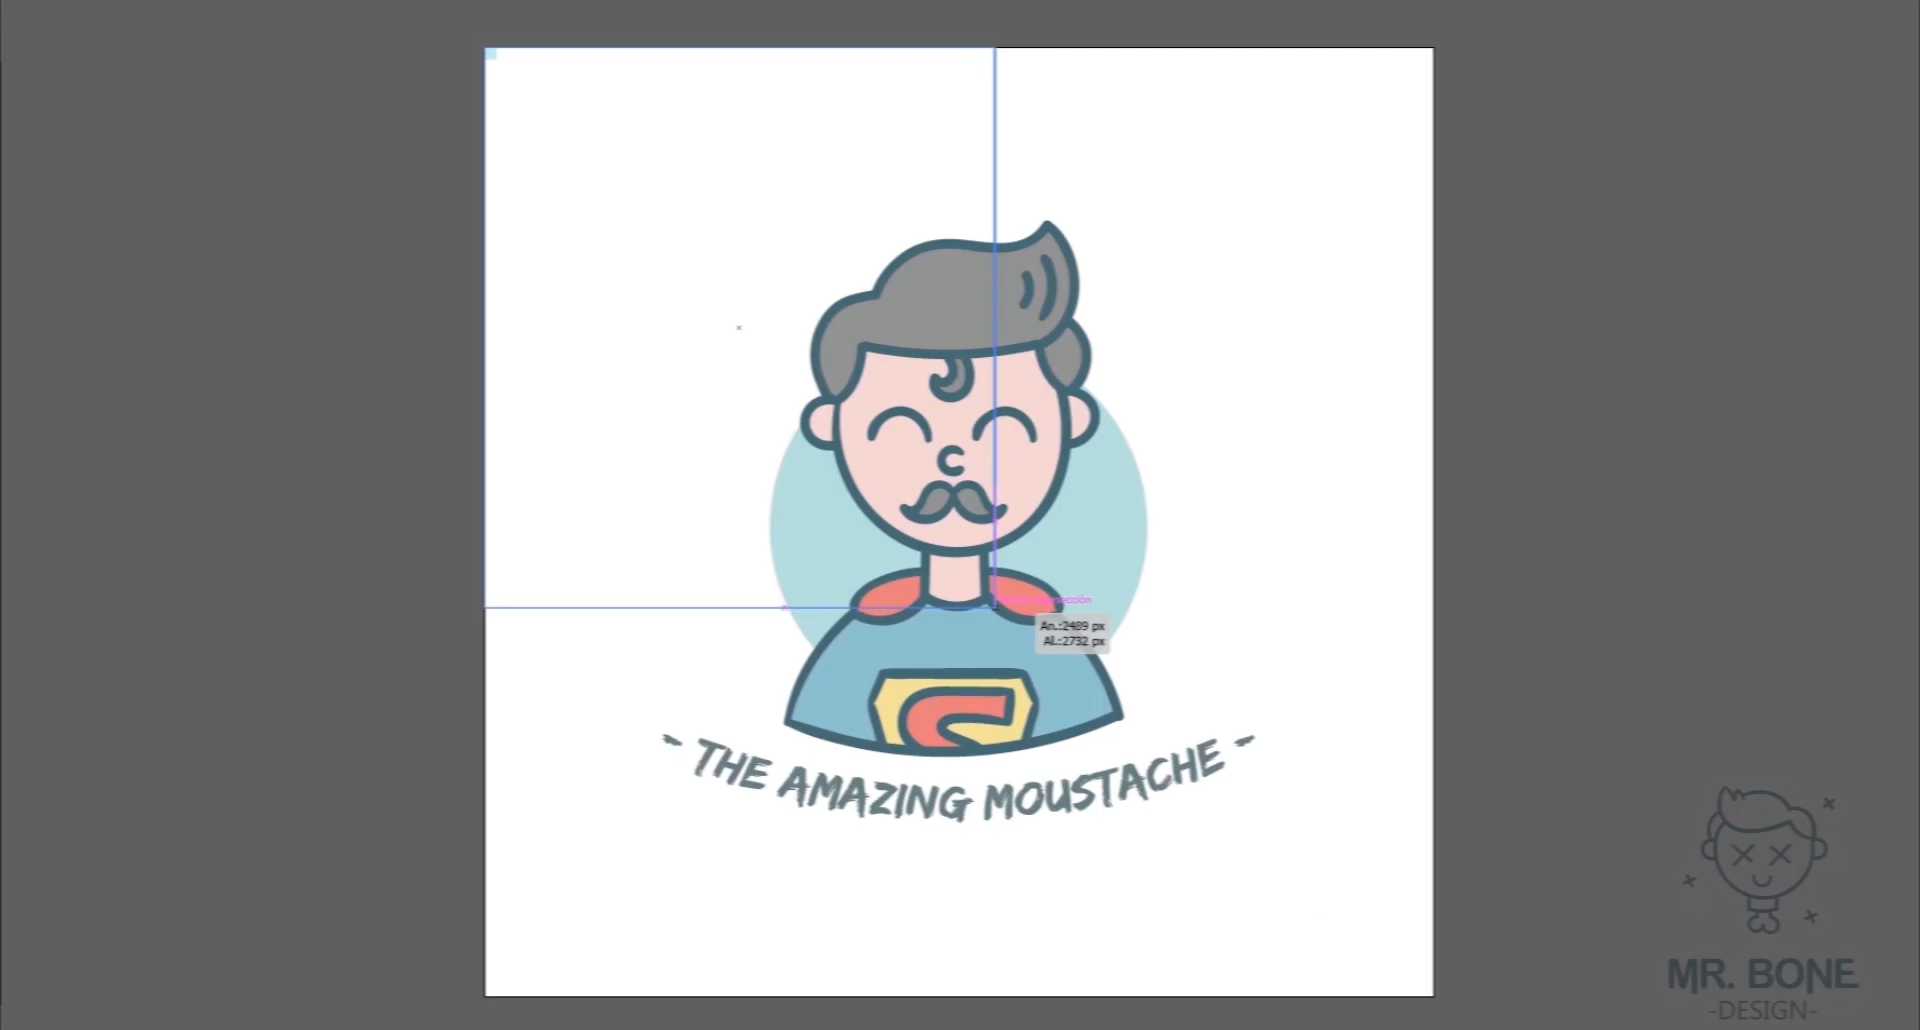 An.:2489 px
Al.:2732 px
- THE AMAZING MOUSTACHE -
MR. BONE
-DESIGN-